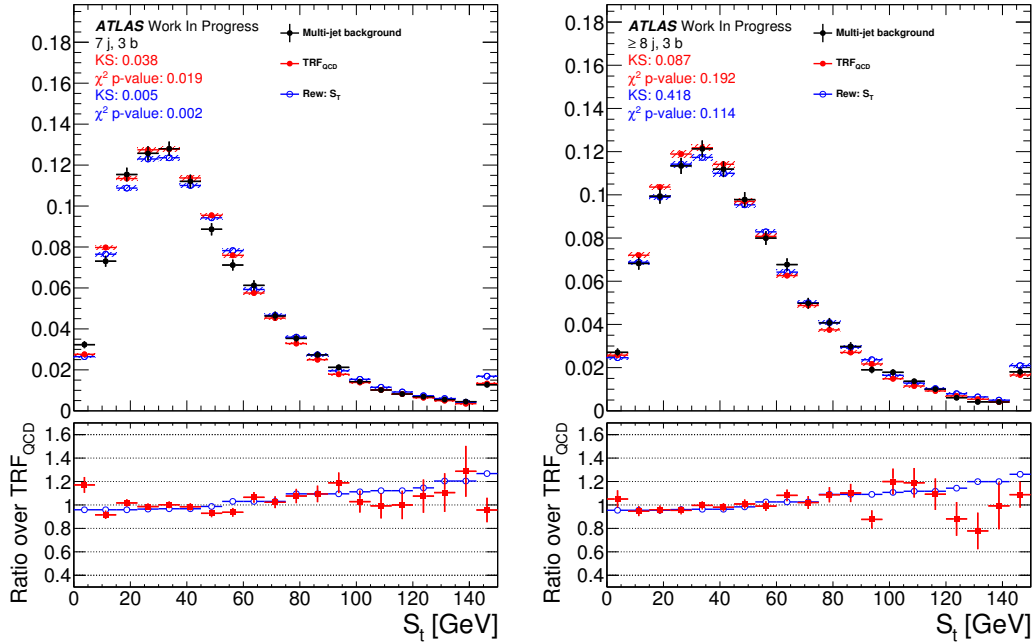 ATLAS Work In Progress
7 j, 3 b
KS: 0.038
χ² p-value: 0.019
KS: 0.005
χ² p-value: 0.002
Multi-jet background
TRF_QCD
Rew: S_T
0.18
0.16
0.14
0.12
0.1
0.08
0.06
0.04
0.02
0
Ratio over TRF_QCD
1.6
1.4
1.2
1
0.8
0.6
0.4
0 20 40 60 80 100 120 140
S_t [GeV]
ATLAS Work In Progress
≥ 8 j, 3 b
KS: 0.087
χ² p-value: 0.192
KS: 0.418
χ² p-value: 0.114
Multi-jet background
TRF_QCD
Rew: S_T
0.18
0.16
0.14
0.12
0.1
0.08
0.06
0.04
0.02
0
Ratio over TRF_QCD
1.6
1.4
1.2
1
0.8
0.6
0.4
0 20 40 60 80 100 120 140
S_t [GeV]